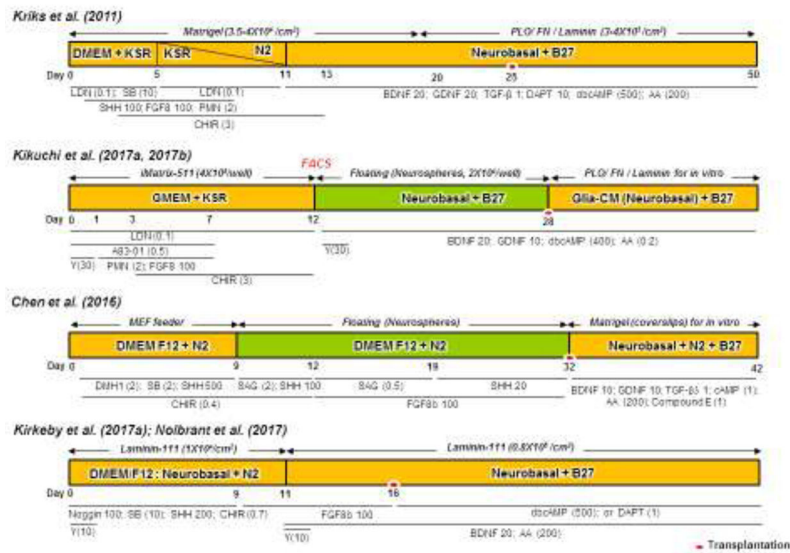 Kriks et al. (2011)
Matrigel (3.5-4X10⁴/cm²) PLO/ FN / Laminin (3-4X10⁵/cm²)
DMEM + KSR KSR N2 Neurobasal + B27
Day 0 5 11 13 20 25 50
LDN (0.1); SB (10) LDN (0.1) BDNF 20; GDNF 20; TGF-β 1; DAPT 10; dbcAMP (500); AA (200)
SHH 100; FGF8 100; PMN (2)
CHIR (3)
Kikuchi et al. (2017a, 2017b)
FACS
iMatrix-511 (4X10⁵/well) Floating (Neurospheres, 2X10⁴/well) PLO/ FN / Laminin for in vitro
GMEM + KSR Neurobasal + B27 Glia-CM (Neurobasal) + B27
Day 0 1 3 7 12 28
LDN(0.1)
A83-01 (0.5) Y(30) BDNF 20; GDNF 10; dbcAMP (400); AA (0.2)
Y(30) PMN (2); FGF8 100
CHIR (3)
Chen et al. (2016)
MEF feeder Floating (Neurospheres) Matrigel (coverslips) for in vitro
DMEM F12 + N2 DMEM F12 + N2 Neurobasal + N2 + B27
Day 0 9 12 19 32 42
DMH1 (2); SB (2); SHH 500 SAG (2); SHH 100 SAG (0.5) SHH 20 BDNF 10; GDNF 10; TGF-β3 1; cAMP (1);
CHIR (0.4) FGF8b 100 AA (200); Compound E (1)
Kirkeby et al. (2017a); Nolbrant et al. (2017)
Laminin-111 (1X10⁴/cm²) Laminin-111 (0.8X10⁶/cm²)
DMEM/F12 : Neurobasal + N2 Neurobasal + B27
Day 0 9 11 16
Noggin 100; SB (10); SHH 200; CHIR (0.7) FGF8b 100 dbcAMP (500); or DAPT (1)
Y(10) Y(10) BDNF 20; AA (200)
Transplantation